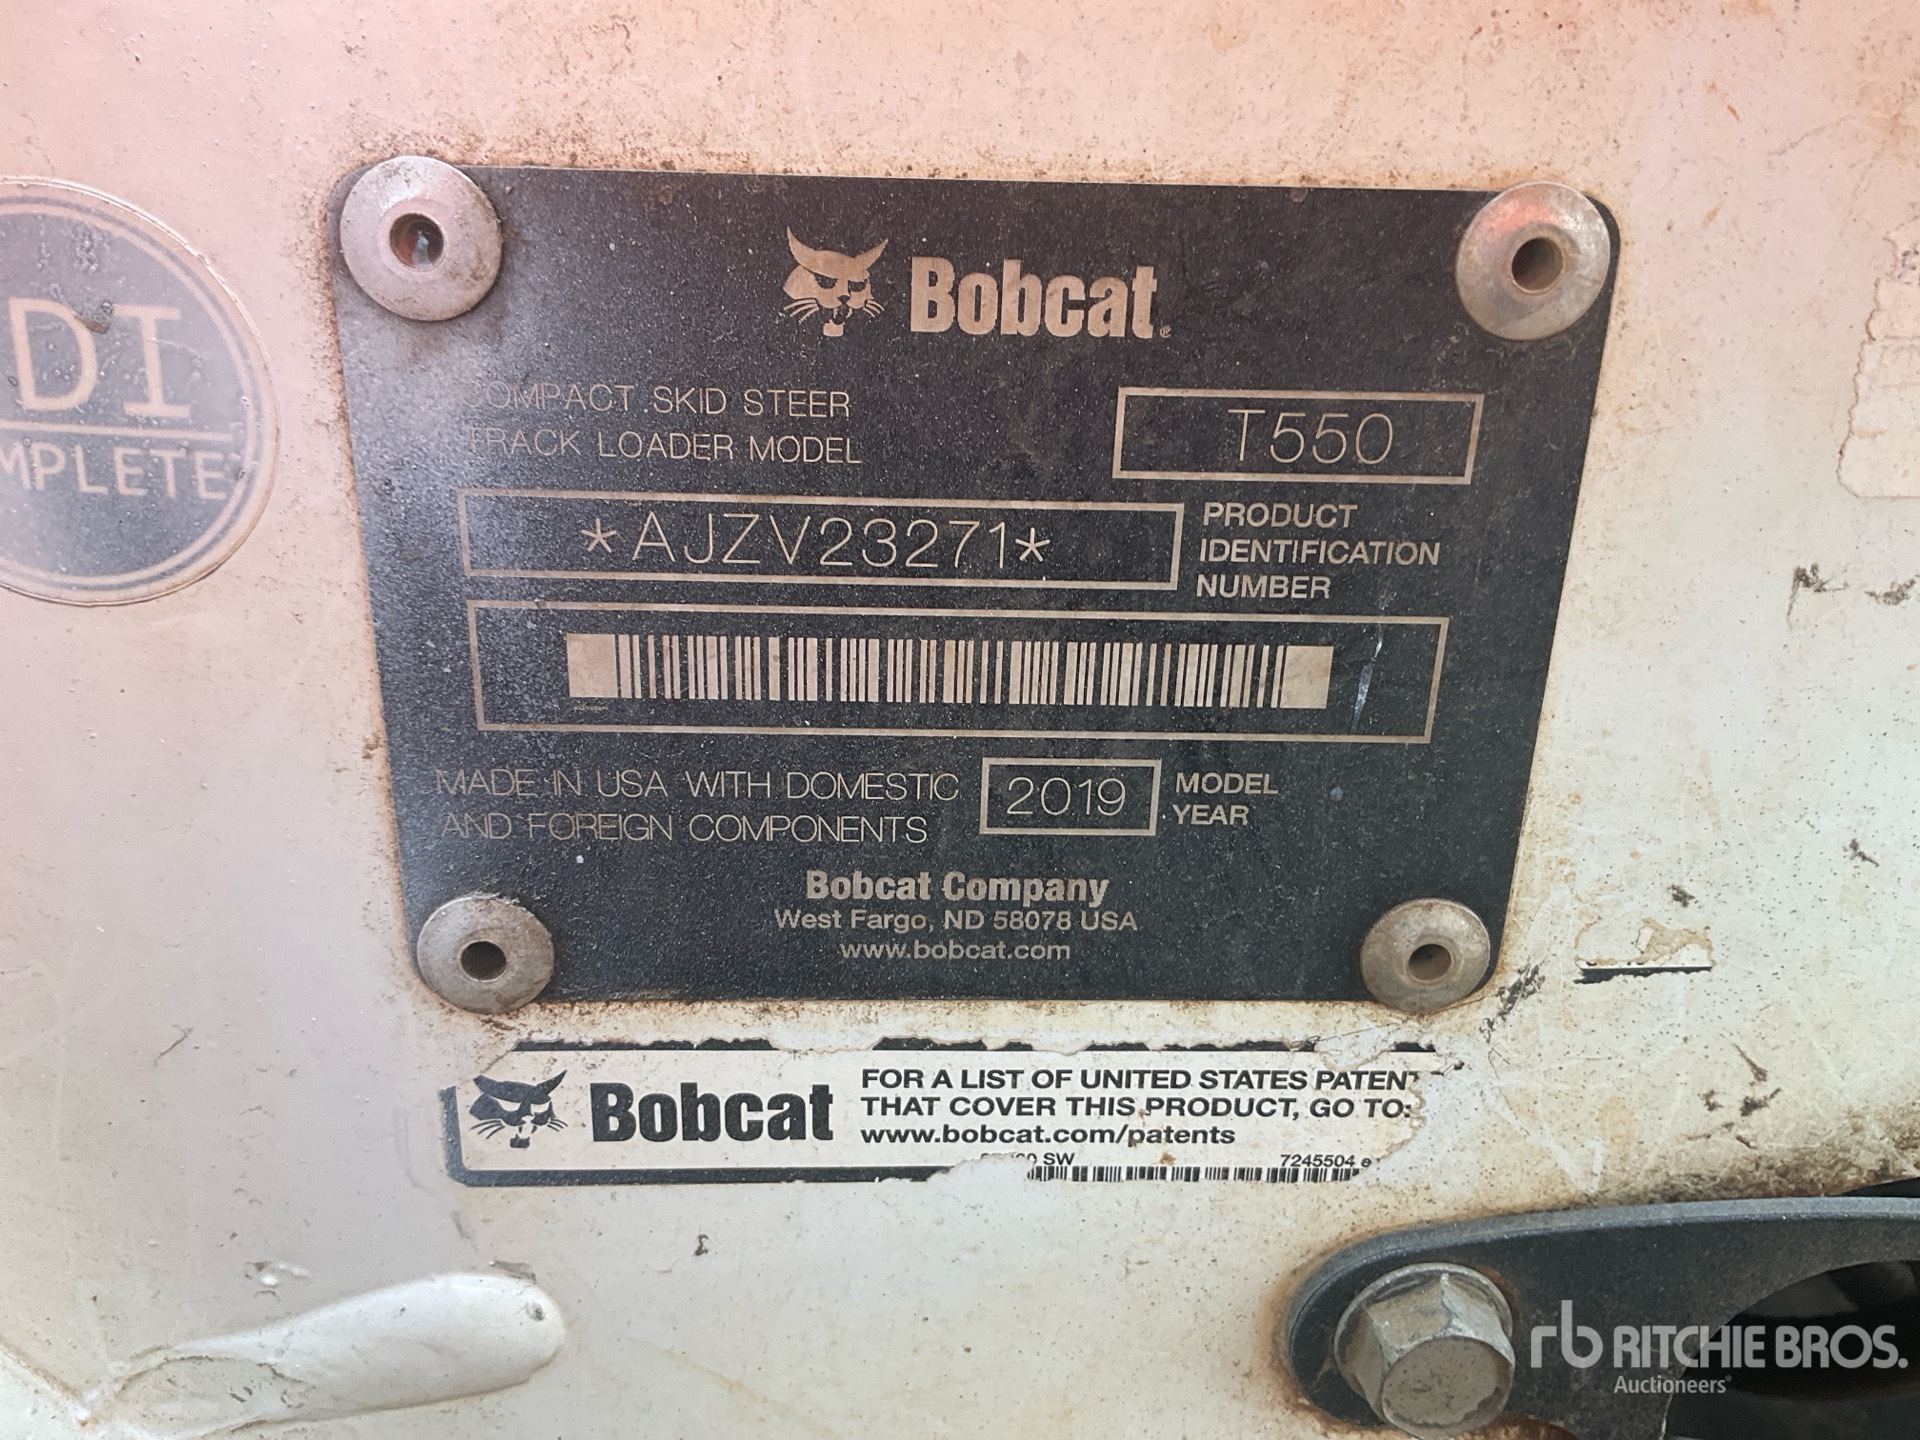 DI
MPLETE
Bobcat®
COMPACT SKID STEER
TRACK LOADER MODEL
T550
*AJZV23271*
PRODUCT
IDENTIFICATION
NUMBER
MADE IN USA WITH DOMESTIC
AND FOREIGN COMPONENTS
2019
MODEL
YEAR
Bobcat Company
West Fargo, ND 58078 USA
www.bobcat.com
Bobcat
FOR A LIST OF UNITED STATES PATENT
THAT COVER THIS PRODUCT, GO TO:
www.bobcat.com/patents
SW
7245504
rb RITCHIE BROS.
Auctioneers®